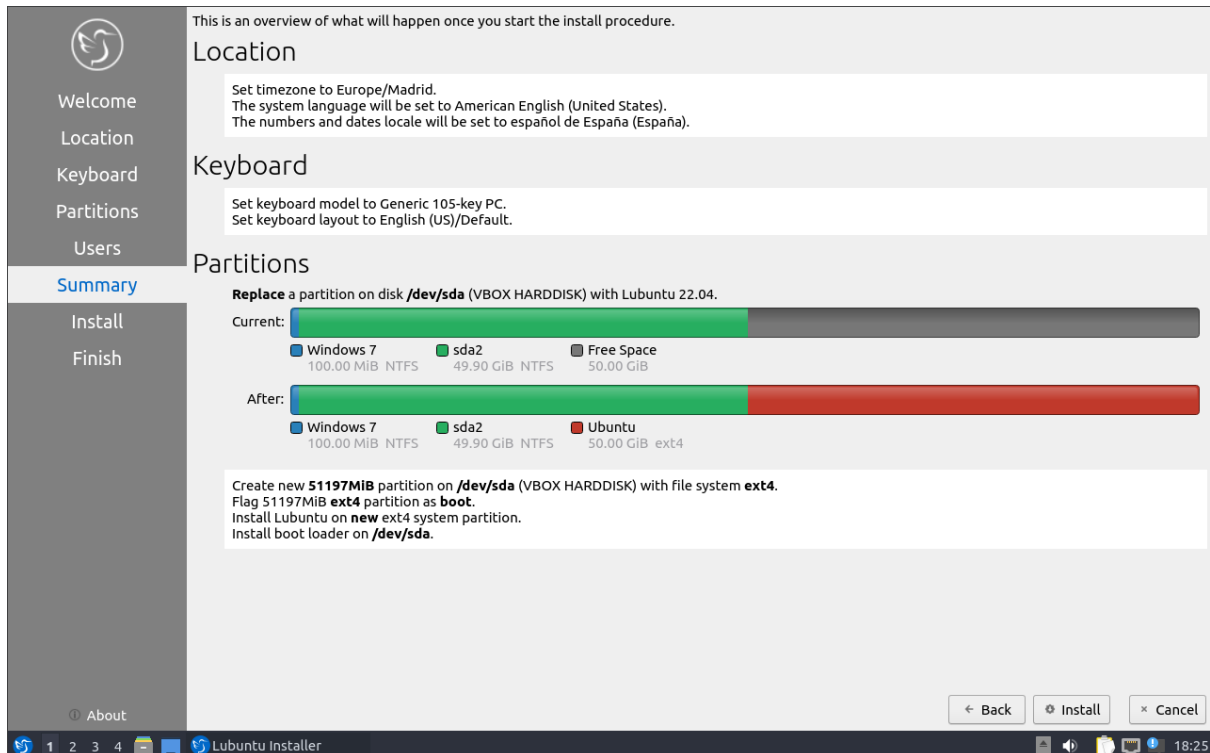 This is an overview of what will happen once you start the install procedure.
Location
Set timezone to Europe/Madrid.
The system language will be set to American English (United States).
The numbers and dates locale will be set to español de España (España).
Keyboard
Set keyboard model to Generic 105-key PC.
Set keyboard layout to English (US)/Default.
Partitions
Replace a partition on disk /dev/sda (VBOX HARDDISK) with Lubuntu 22.04.
Current:
Windows 7 sda2 Free Space
100.00 MiB NTFS 49.90 GiB NTFS 50.00 GiB
After:
Windows 7 sda2 Ubuntu
100.00 MiB NTFS 49.90 GiB NTFS 50.00 GiB ext4
Create new 51197MiB partition on /dev/sda (VBOX HARDDISK) with file system ext4.
Flag 51197MiB ext4 partition as boot.
Install Lubuntu on new ext4 system partition.
Install boot loader on /dev/sda.
Welcome
Location
Keyboard
Partitions
Users
Summary
Install
Finish
About
Back Install Cancel
1 2 3 4 Lubuntu Installer 18:25